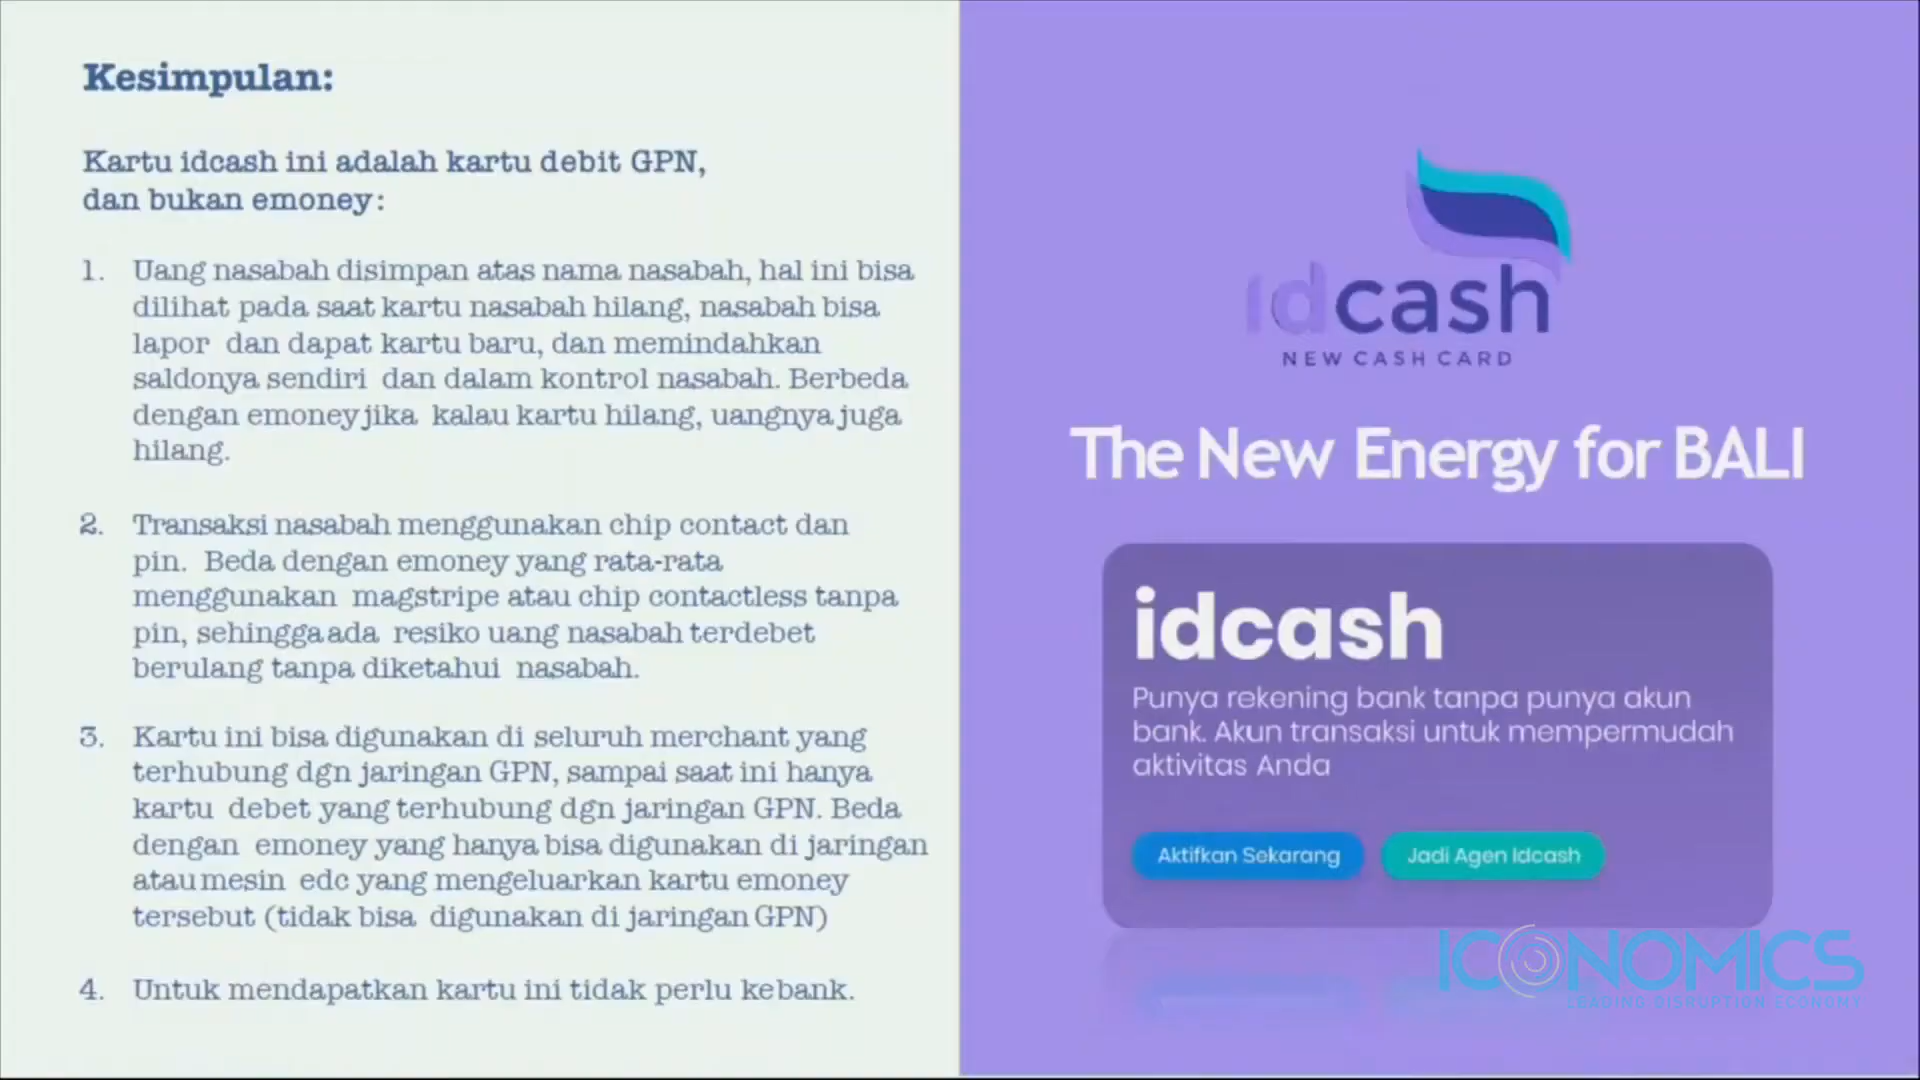 Kesimpulan:
Kartu idcash ini adalah kartu debit GPN,
dan bukan emoney:
1. Uang nasabah disimpan atas nama nasabah, hal ini bisa
dilihat pada saat kartu nasabah hilang, nasabah bisa
lapor dan dapat kartu baru, dan memindahkan
saldonya sendiri dan dalam kontrol nasabah. Berbeda
dengan emoney jika kalau kartu hilang, uangnya juga
hilang.
2. Transaksi nasabah menggunakan chip contact dan
pin. Beda dengan emoney yang rata-rata
menggunakan magstripe atau chip contactless tanpa
pin, sehingga ada resiko uang nasabah terdebet
berulang tanpa diketahui nasabah.
3. Kartu ini bisa digunakan di seluruh merchant yang
terhubung dgn jaringan GPN, sampai saat ini hanya
kartu debet yang terhubung dgn jaringan GPN. Beda
dengan emoney yang hanya bisa digunakan di jaringan
atau mesin edc yang mengeluarkan kartu emoney
tersebut (tidak bisa digunakan di jaringan GPN)
4. Untuk mendapatkan kartu ini tidak perlu ke bank.
idcash
NEW CASH CARD
The New Energy for BALI
idcash
Punya rekening bank tanpa punya akun
bank. Akun transaksi untuk mempermudah
aktivitas Anda
Aktifkan Sekarang
Jadi Agen Idcash
ICONOMICS
LEADING DISRUPTION ECONOMY